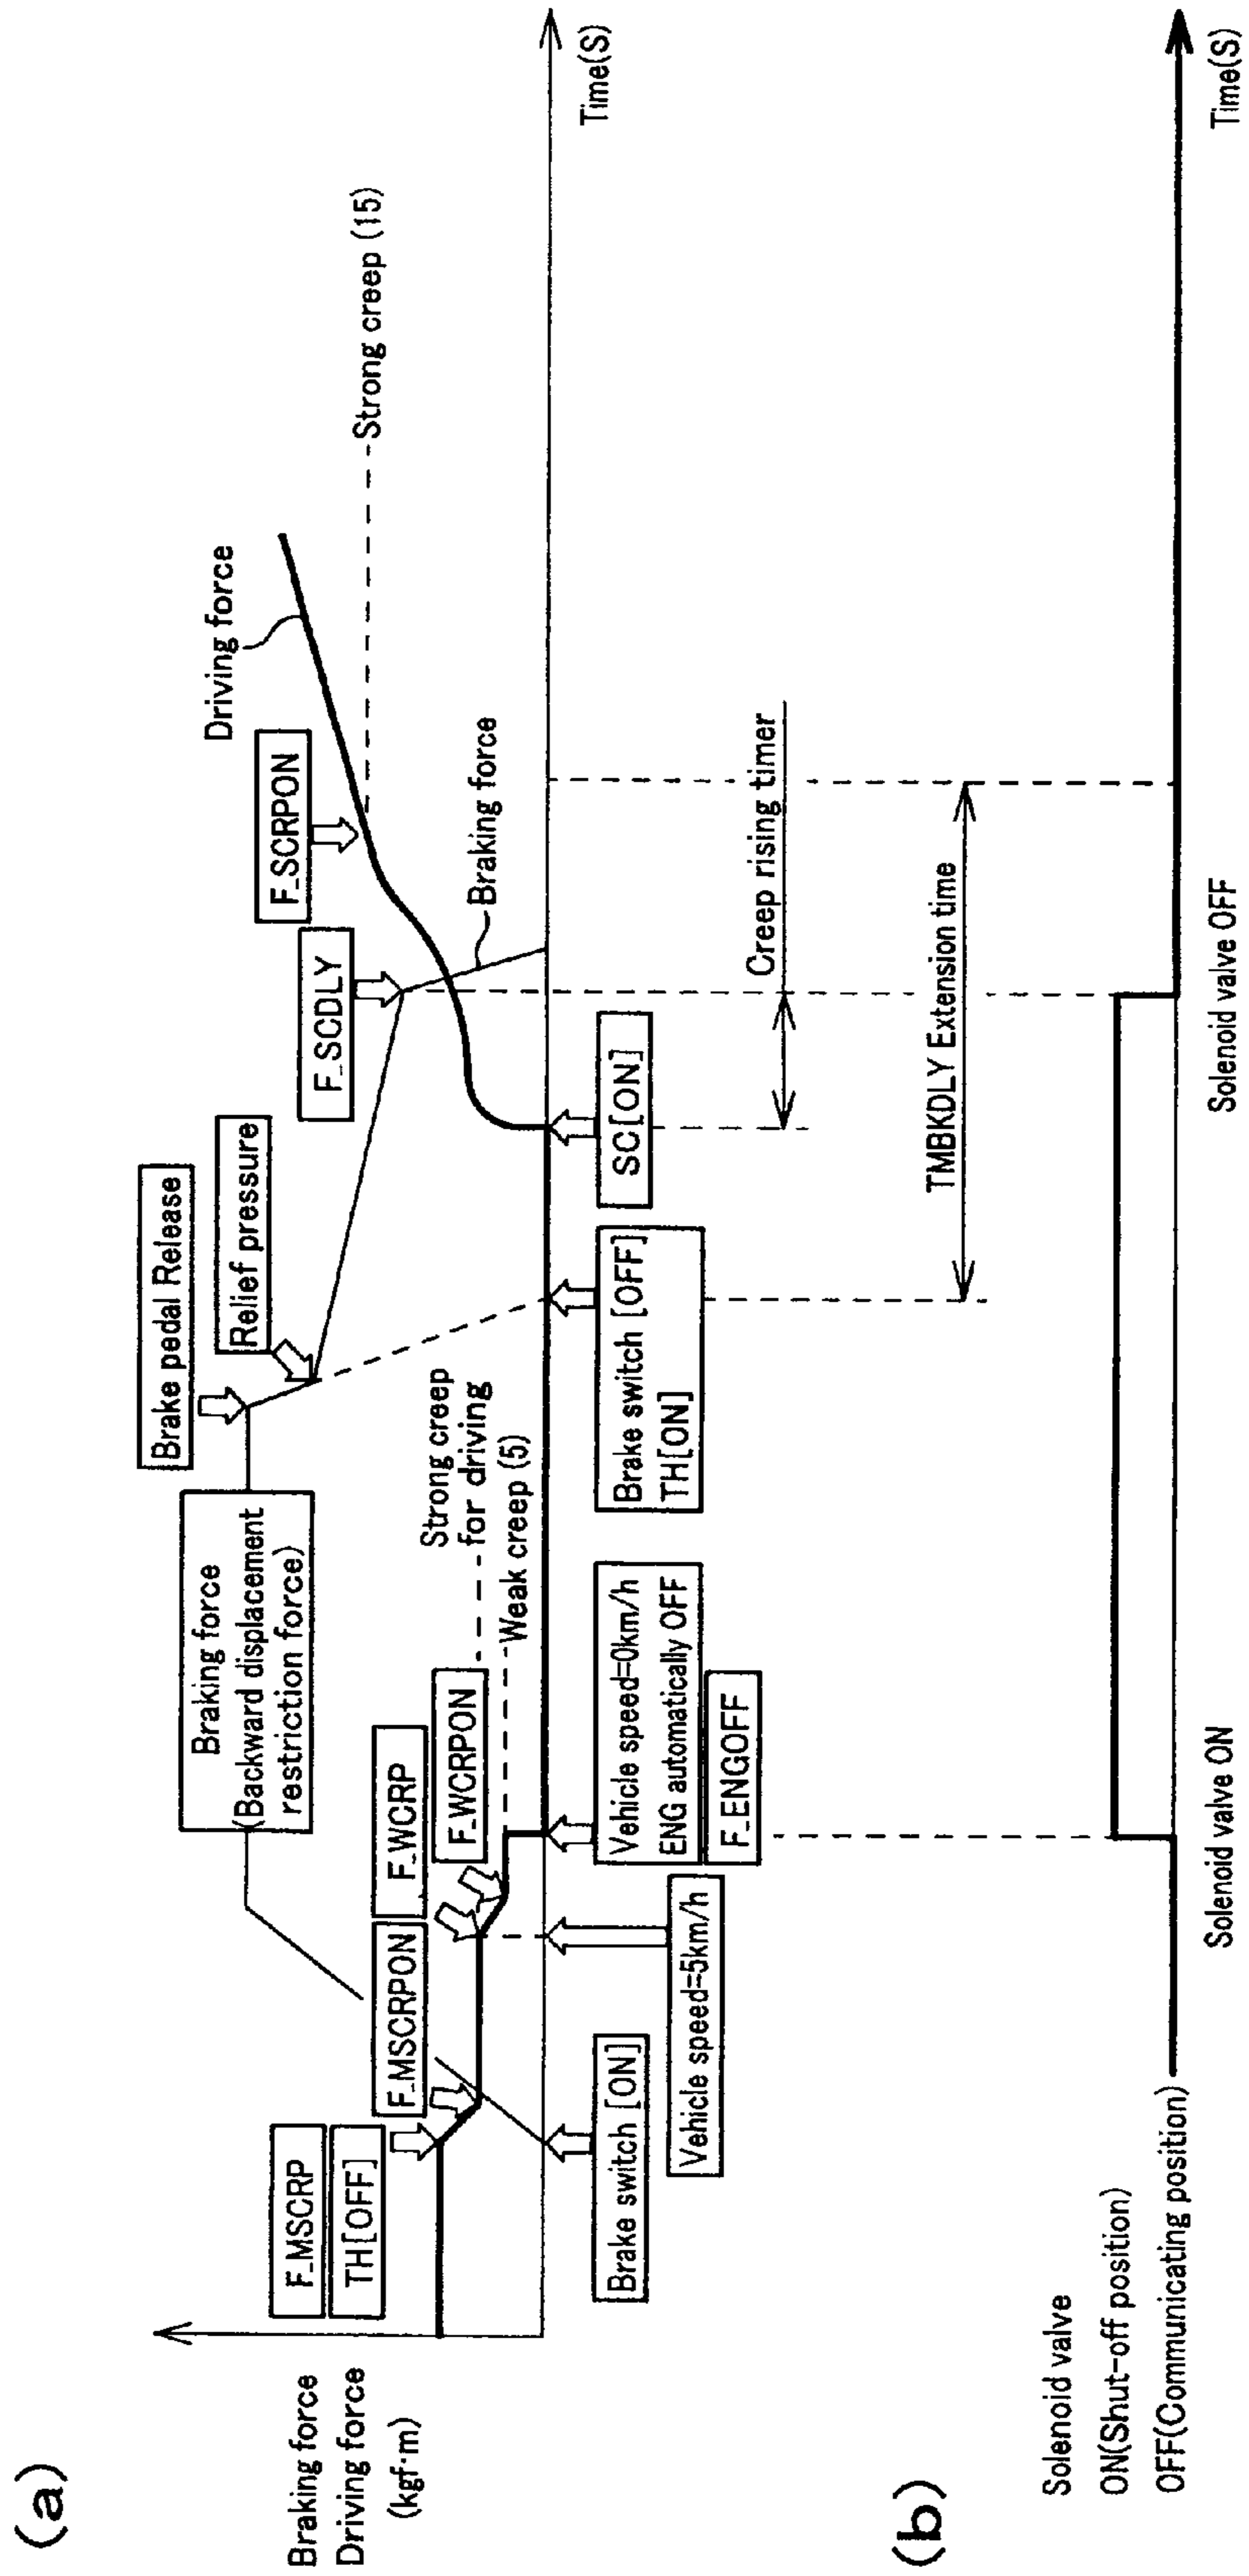 (a)
Braking force
Driving force
(kgf·m)
F_MSCRP
TH[OFF]
F_MSCRPON
F_WCRP
F_WCRPON
Braking force
(Backward displacement
restriction force)
Brake pedal Release
Relief pressure
F_SCDLY
F_SCRPON
Driving force
Strong creep (15)
Strong creep
for driving
Weak creep (5)
Braking force
Time(S)
Brake switch [ON]
Vehicle speed=5km/h
Vehicle speed=0km/h
ENG automatically OFF
F_ENGOFF
Brake switch [OFF]
TH[ON]
SC[ON]
Creep rising timer
TMBKDLY Extension time
(b)
Solenoid valve
ON(Shut-off position)
OFF(Communicating position)
Solenoid valve ON
Solenoid valve OFF
Time(S)